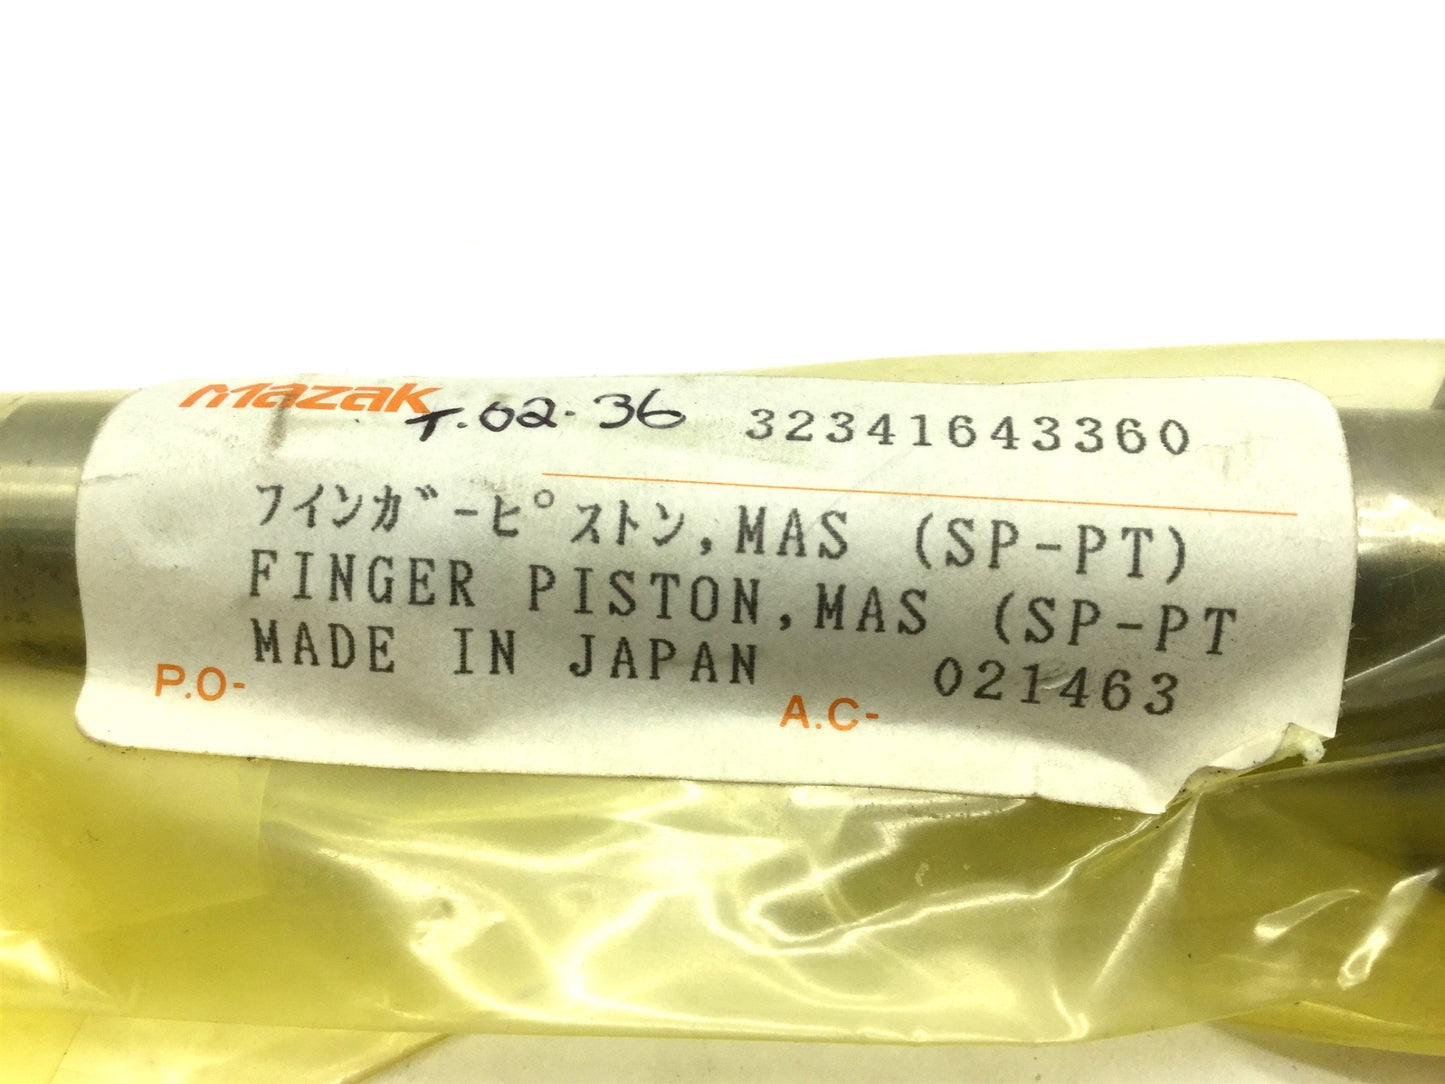 Mazak T.02-36 32341643360
フインガーピストン,MAS (SP-PT)
FINGER PISTON,MAS (SP-PT
MADE IN JAPAN 021463
P.O- A.C-